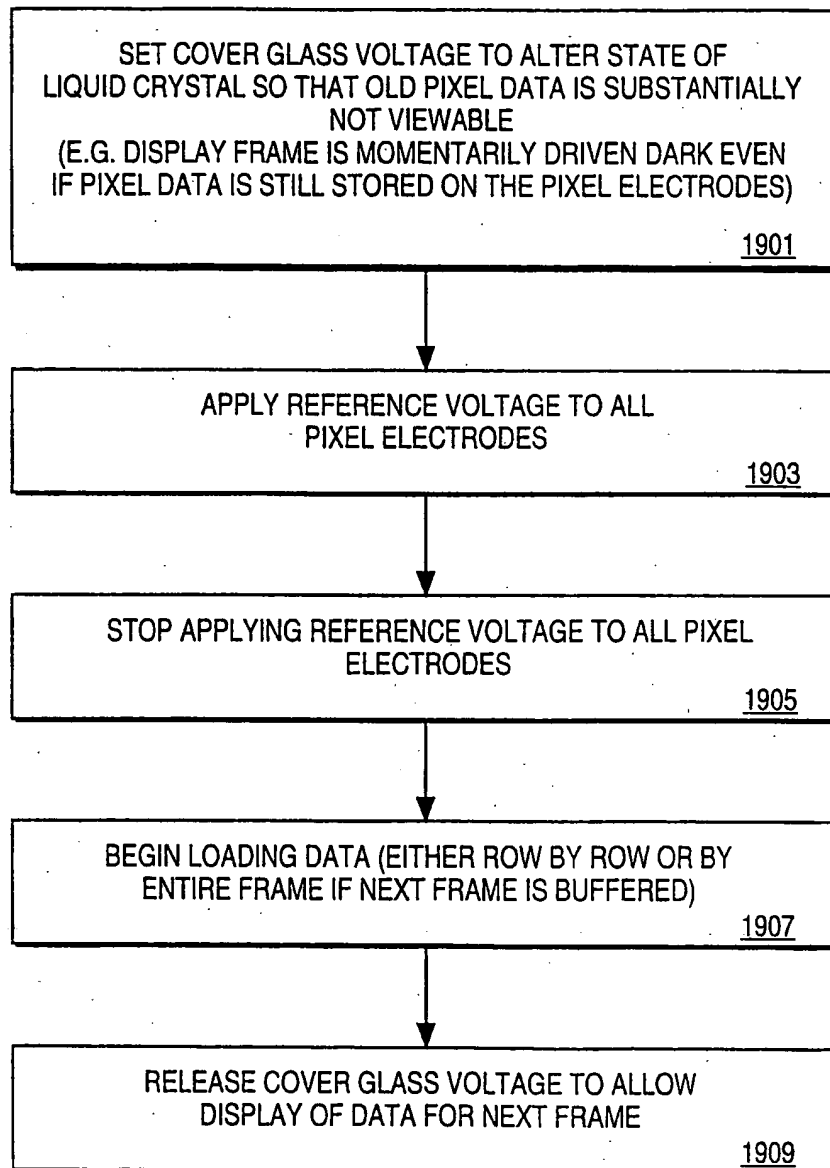 SET COVER GLASS VOLTAGE TO ALTER STATE OF
LIQUID CRYSTAL SO THAT OLD PIXEL DATA IS SUBSTANTIALLY
NOT VIEWABLE
(E.G. DISPLAY FRAME IS MOMENTARILY DRIVEN DARK EVEN
IF PIXEL DATA IS STILL STORED ON THE PIXEL ELECTRODES)
1901
APPLY REFERENCE VOLTAGE TO ALL
PIXEL ELECTRODES
1903
STOP APPLYING REFERENCE VOLTAGE TO ALL PIXEL
ELECTRODES
1905
BEGIN LOADING DATA (EITHER ROW BY ROW OR BY
ENTIRE FRAME IF NEXT FRAME IS BUFFERED)
1907
RELEASE COVER GLASS VOLTAGE TO ALLOW
DISPLAY OF DATA FOR NEXT FRAME
1909